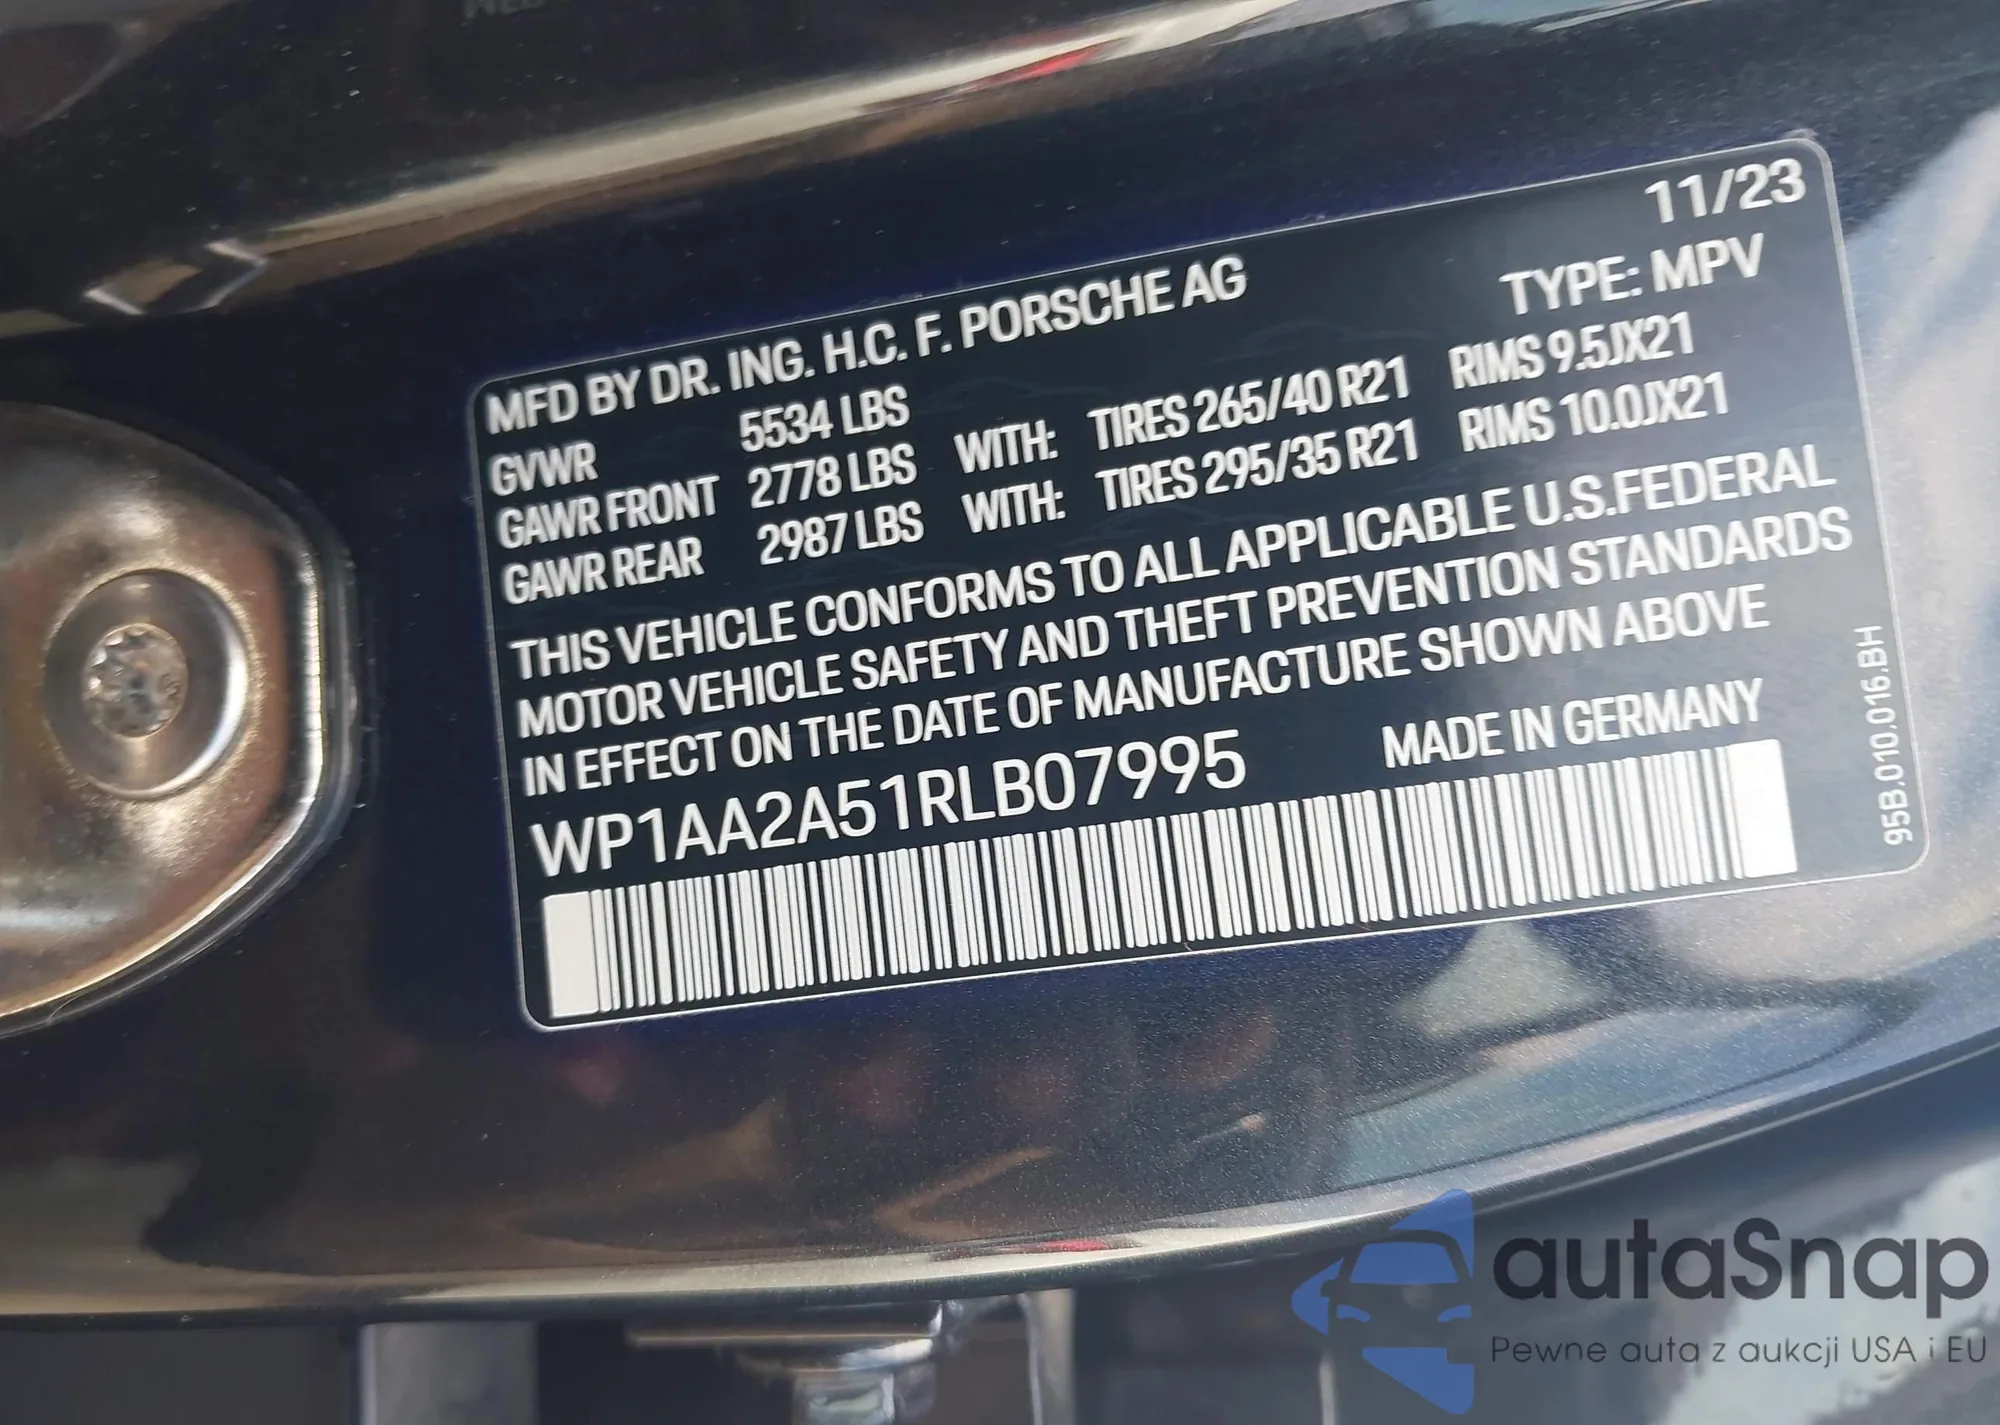 11/23
MFD BY DR. ING. H.C. F. PORSCHE AG TYPE: MPV
GVWR 5534 LBS
GAWR FRONT 2778 LBS WITH: TIRES 265/40 R21 RIMS 9.5JX21
GAWR REAR 2987 LBS WITH: TIRES 295/35 R21 RIMS 10.0JX21
THIS VEHICLE CONFORMS TO ALL APPLICABLE U.S.FEDERAL
MOTOR VEHICLE SAFETY AND THEFT PREVENTION STANDARDS
IN EFFECT ON THE DATE OF MANUFACTURE SHOWN ABOVE
WP1AA2A51RLB07995 MADE IN GERMANY
95B.010.016.BH
autaSnap
Pewne auta z aukcji USA i EU